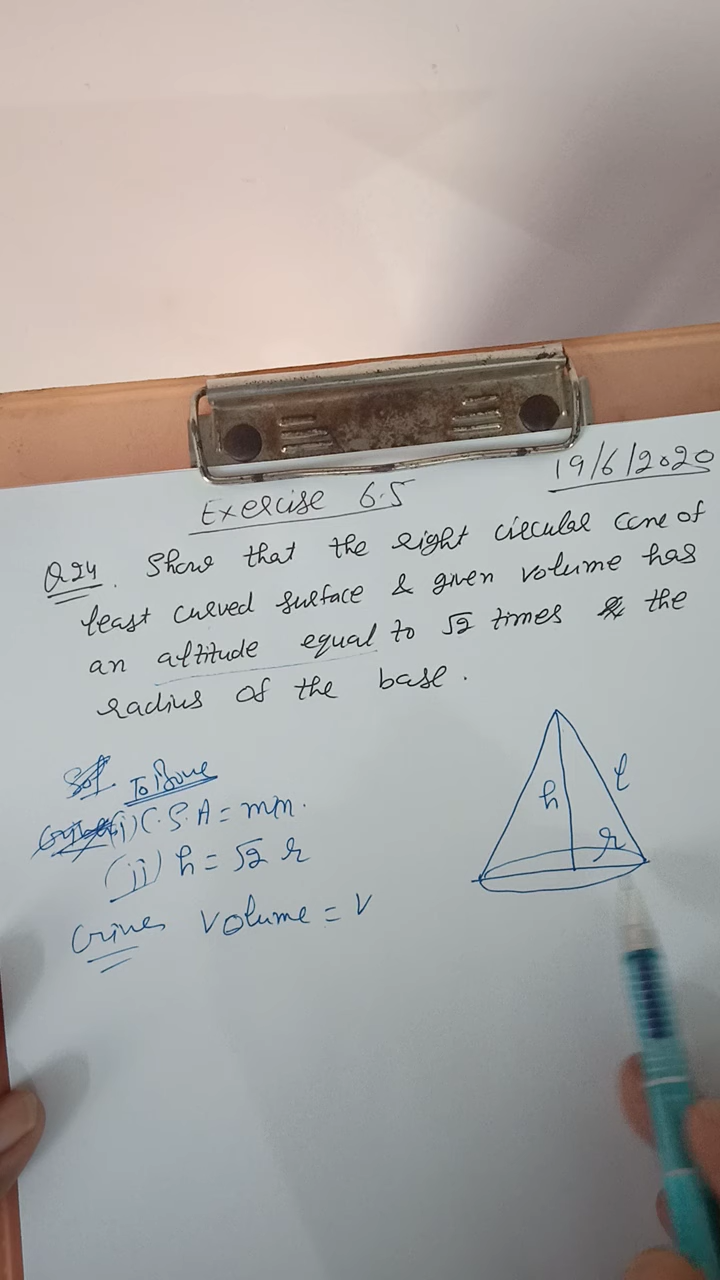 Exercise 6.5
19/6/2020
Q24. Show that the right circular cone of
least curved surface & given volume has
an altitude equal to √2 times the
radius of the base.
Sol. To Prove
(i) C.S.A = min.
(ii) h = √2 r
Given Volume = V
h
l
r